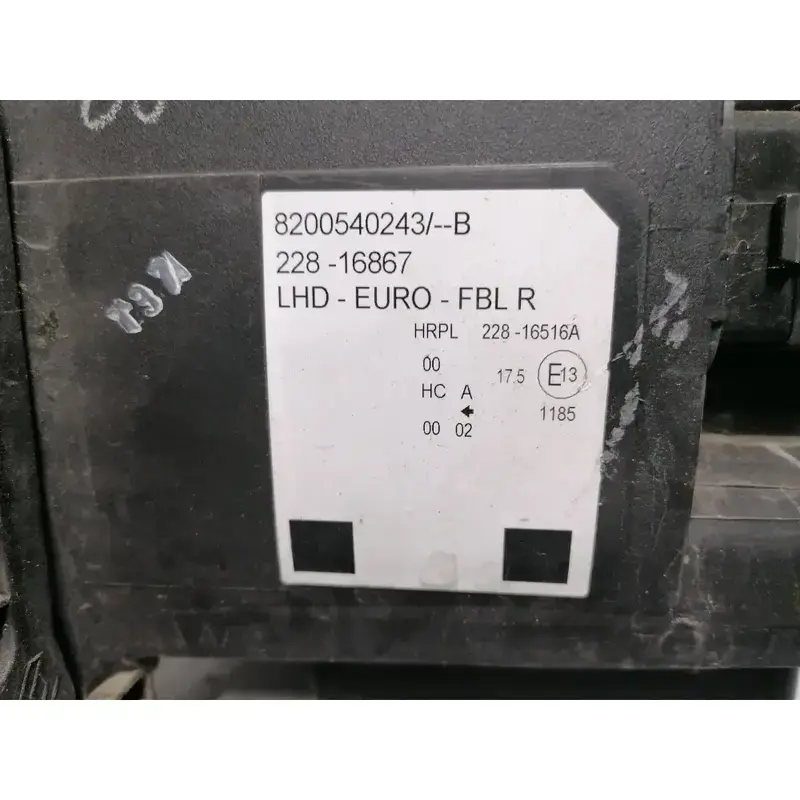 8200540243/--B
228 -16867
LHD - EURO - FBL R
HRPL 228 -16516A
00
17.5 E13
HC A
1185
00 02